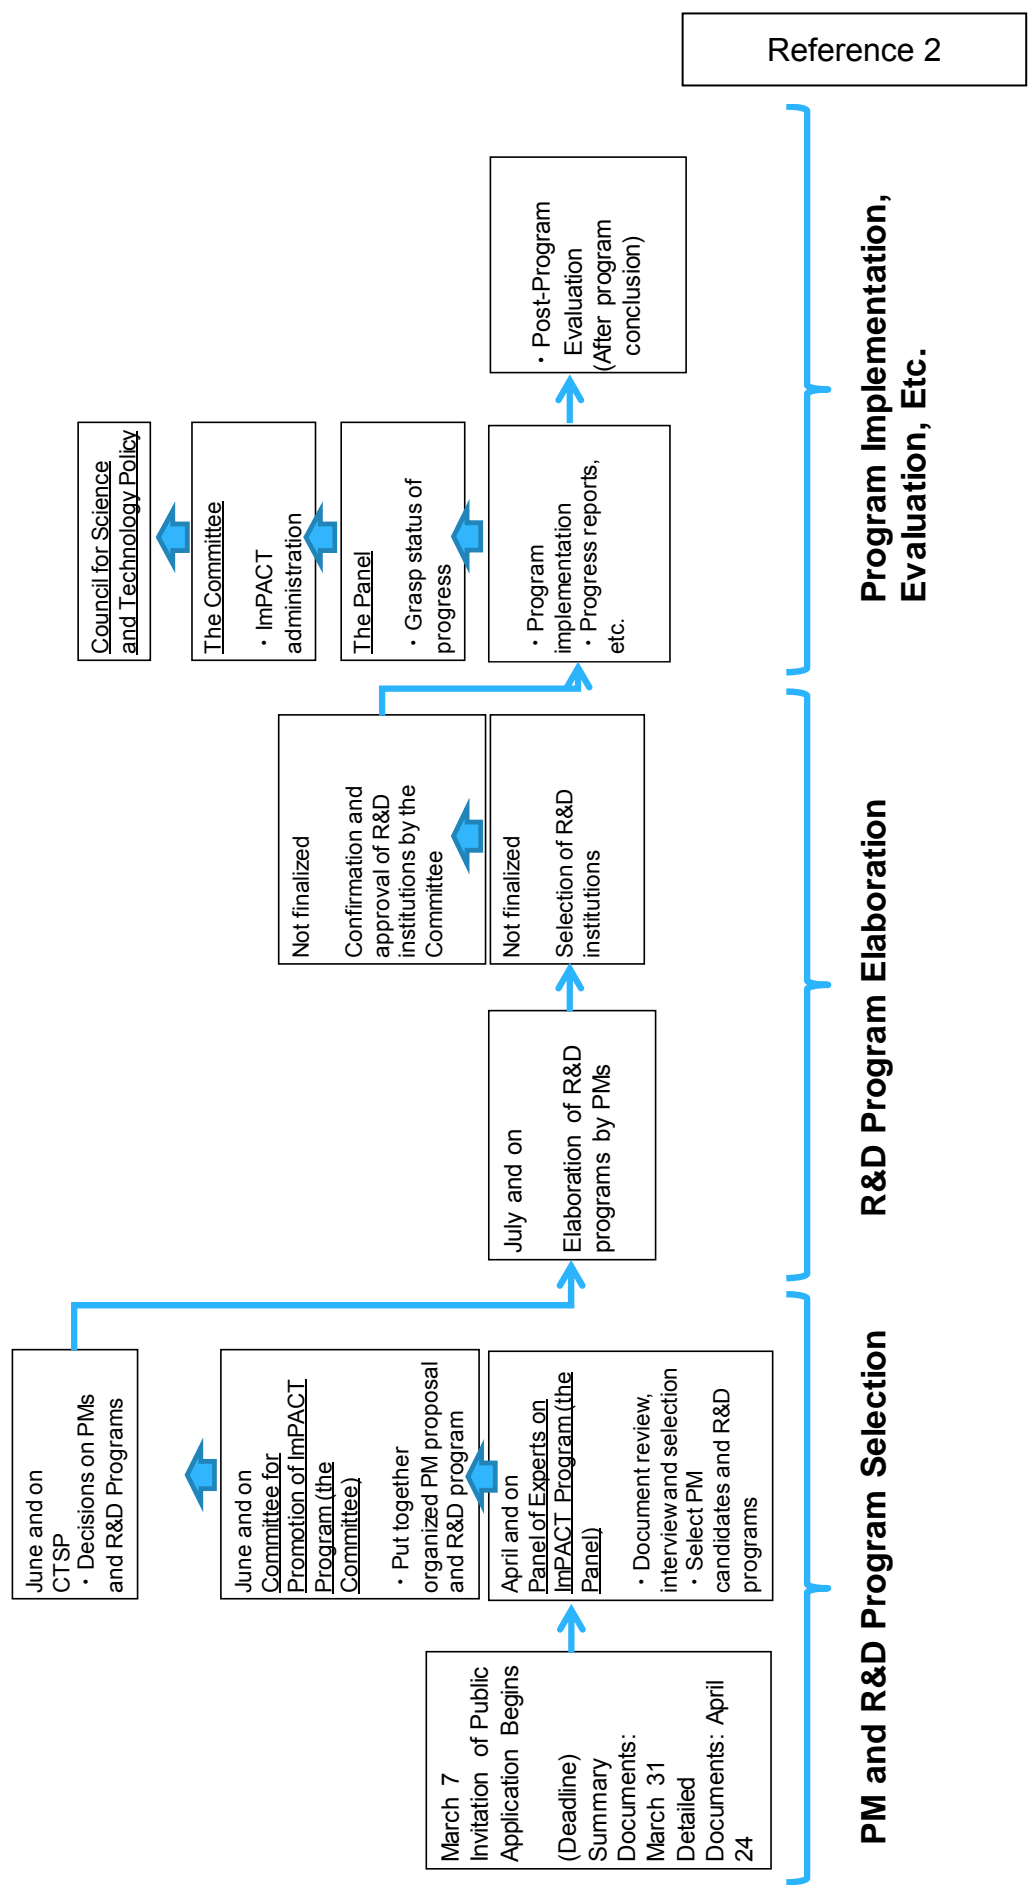 Reference 2
March 7
Invitation of Public
Application Begins
(Deadline)
Summary
Documents:
March 31
Detailed
Documents: April
24
April and on
Panel of Experts on
ImPACT Program (the
Panel)
・Document review,
interview and selection
・Select PM
candidates and R&D
programs
June and on
Committee for
Promotion of ImPACT
Program (the
Committee)
・Put together
organized PM proposal
and R&D program
June and on
CTSP
・Decisions on PMs
and R&D Programs
PM and R&D Program Selection
July and on
Elaboration of R&D
programs by PMs
Not finalized
Selection of R&D
institutions
Not finalized
Confirmation and
approval of R&D
institutions by the
Committee
R&D Program Elaboration
・Program
implementation
・Progress reports,
etc.
The Panel
・Grasp status of
progress
The Committee
・ImPACT
administration
Council for Science
and Technology Policy
・Post-Program
Evaluation
(After program
conclusion)
Program Implementation,
Evaluation, Etc.